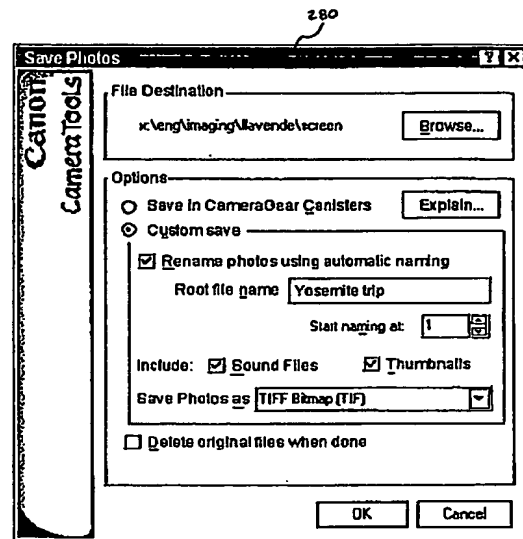 280
Save Photos
Canon
CameraTools
File Destination
x:\eng\imaging\llavende\screen
Browse...
Options
Save in CameraGear Canisters
Explain...
Custom save
Rename photos using automatic naming
Root file name
Yosemite trip
Start naming at:
1
Include:
Sound Files
Thumbnails
Save Photos as
TIFF Bitmap (TIF)
Delete original files when done
OK
Cancel